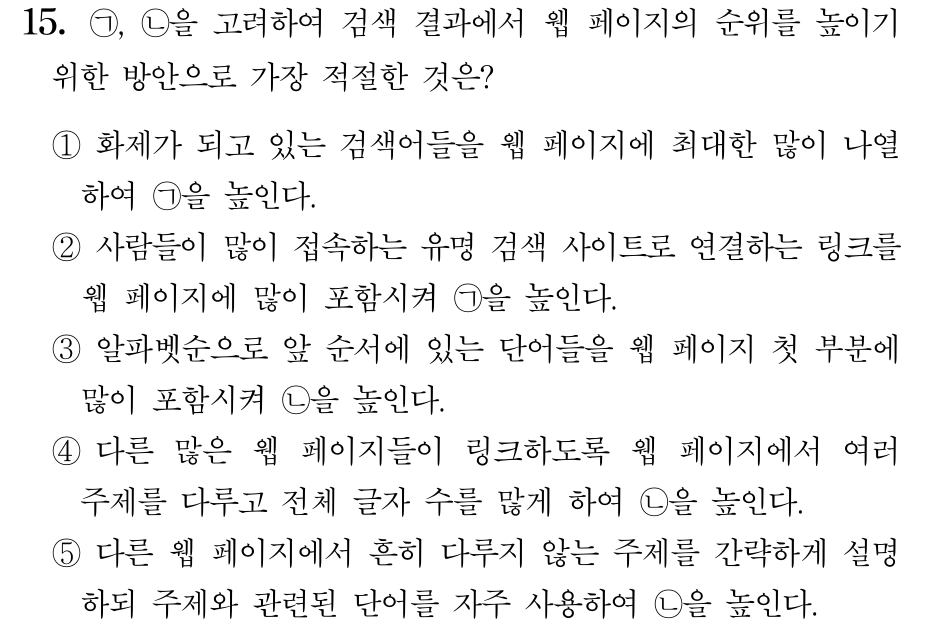 15. ㉠, ㉡을 고려하여 검색 결과에서 웹 페이지의 순위를 높이기
위한 방안으로 가장 적절한 것은?
① 화제가 되고 있는 검색어들을 웹 페이지에 최대한 많이 나열
하여 ㉠을 높인다.
② 사람들이 많이 접속하는 유명 검색 사이트로 연결하는 링크를
웹 페이지에 많이 포함시켜 ㉠을 높인다.
③ 알파벳순으로 앞 순서에 있는 단어들을 웹 페이지 첫 부분에
많이 포함시켜 ㉡을 높인다.
④ 다른 많은 웹 페이지들이 링크하도록 웹 페이지에서 여러
주제를 다루고 전체 글자 수를 많게 하여 ㉡을 높인다.
⑤ 다른 웹 페이지에서 흔히 다루지 않는 주제를 간략하게 설명
하되 주제와 관련된 단어를 자주 사용하여 ㉡을 높인다.